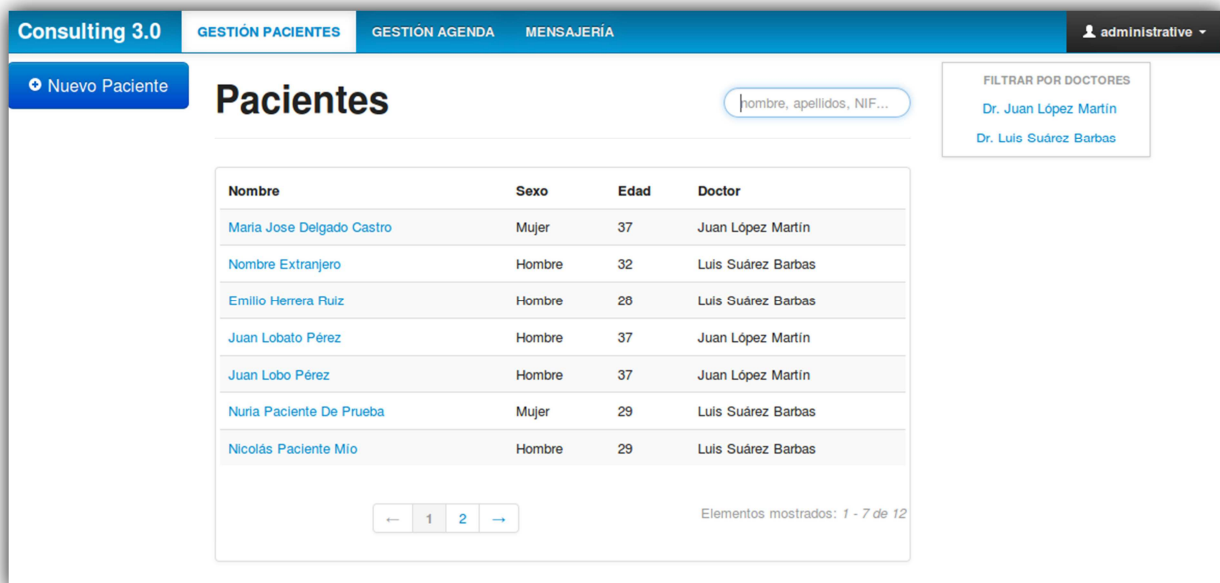 Consulting 3.0 GESTIÓN PACIENTES GESTIÓN AGENDA MENSAJERÍA administrative
Nuevo Paciente
Pacientes
nombre, apellidos, NIF...
FILTRAR POR DOCTORES
Dr. Juan López Martín
Dr. Luis Suárez Barbas
Nombre Sexo Edad Doctor
Maria Jose Delgado Castro Mujer 37 Juan López Martín
Nombre Extranjero Hombre 32 Luis Suárez Barbas
Emilio Herrera Ruiz Hombre 28 Luis Suárez Barbas
Juan Lobato Pérez Hombre 37 Juan López Martín
Juan Lobo Pérez Hombre 37 Juan López Martín
Nuria Paciente De Prueba Mujer 29 Luis Suárez Barbas
Nicolás Paciente Mío Hombre 29 Luis Suárez Barbas
← 1 2 →
Elementos mostrados: 1 - 7 de 12